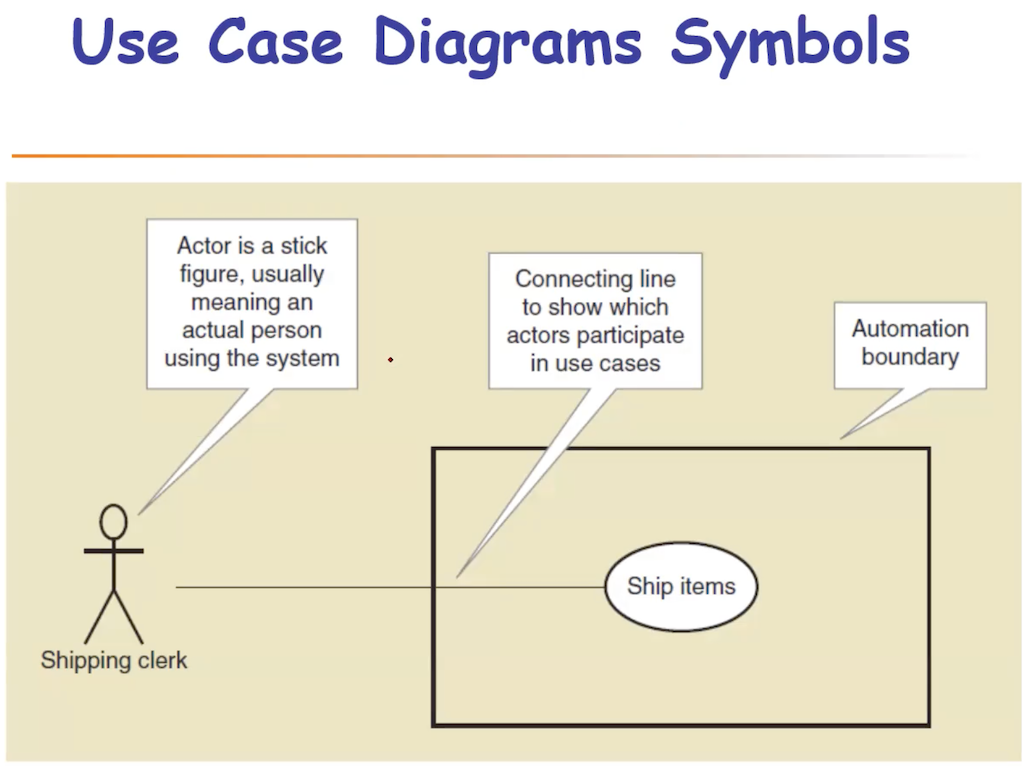 Use Case Diagrams Symbols
Actor is a stick
figure, usually
meaning an
actual person
using the system
Connecting line
to show which
actors participate
in use cases
Automation
boundary
Ship items
Shipping clerk